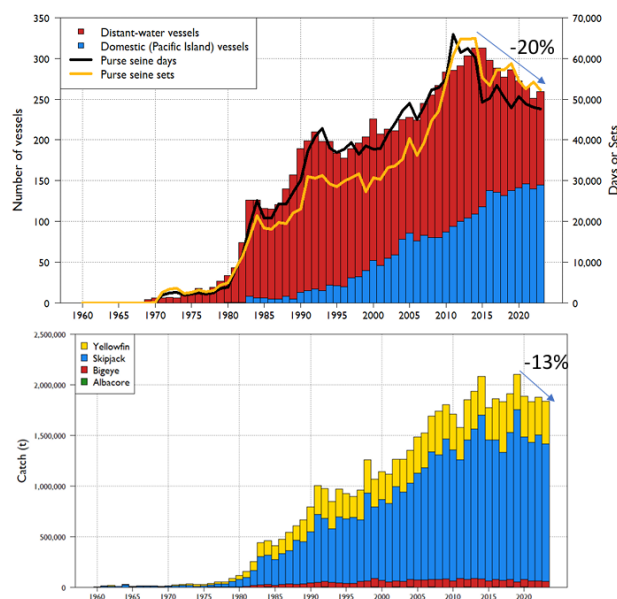 350
300
250
200
150
100
50
0
Number of vessels
Distant-water vessels
Domestic (Pacific Island) vessels
Purse seine days
Purse seine sets
-20%
70,000
60,000
50,000
40,000
30,000
20,000
10,000
0
Days or Sets
1960 1965 1970 1975 1980 1985 1990 1995 2000 2005 2010 2015 2020
2,500,000
2,000,000
1,500,000
1,000,000
500,000
0
Catch (t)
Yellowfin
Skipjack
Bigeye
Albacore
-13%
1960 1965 1970 1975 1980 1985 1990 1995 2000 2005 2010 2015 2020